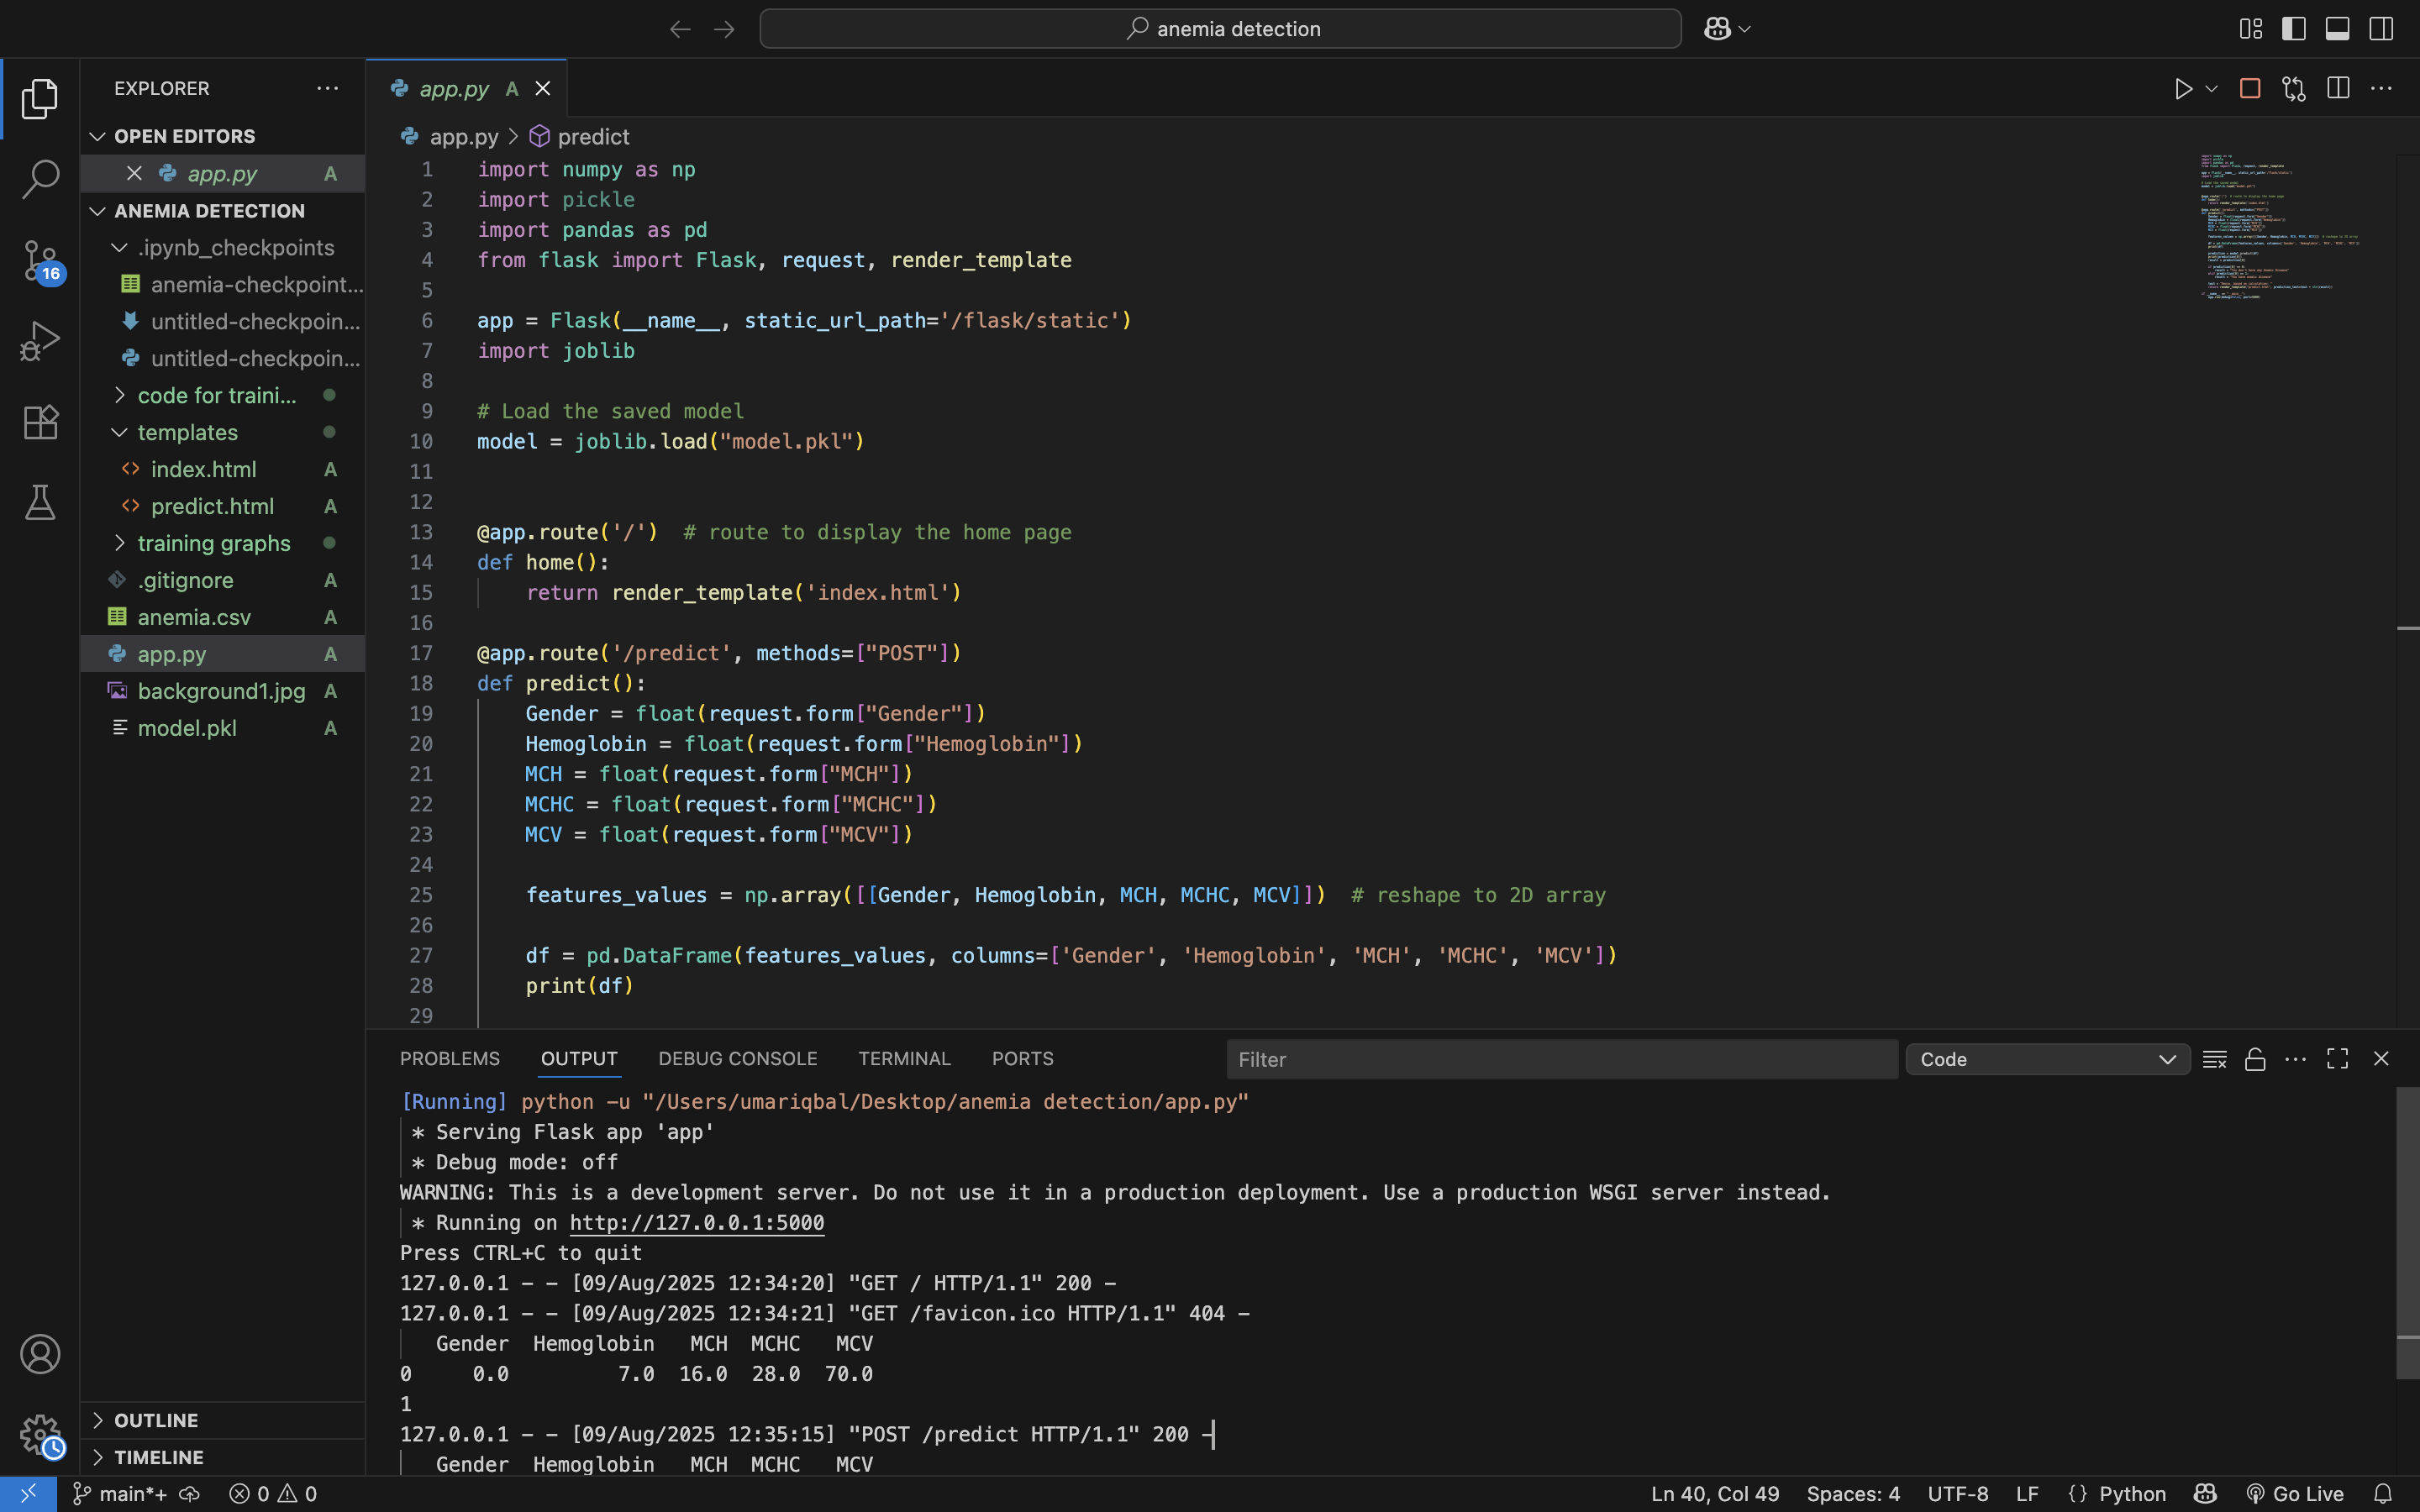 anemia detection
EXPLORER
OPEN EDITORS
app.py A
ANEMIA DETECTION
.ipynb_checkpoints
anemia-checkpoint...
untitled-checkpoin...
untitled-checkpoin...
code for traini...
templates
index.html A
predict.html A
training graphs
.gitignore A
anemia.csv A
app.py A
background1.jpg A
model.pkl A
OUTLINE
TIMELINE
16
app.py A
app.py > predict
1 import numpy as np
2 import pickle
3 import pandas as pd
4 from flask import Flask, request, render_template
5
6 app = Flask(__name__, static_url_path='/flask/static')
7 import joblib
8
9 # Load the saved model
10 model = joblib.load("model.pkl")
11
12
13 @app.route('/')  # route to display the home page
14 def home():
15     return render_template('index.html')
16
17 @app.route('/predict', methods=["POST"])
18 def predict():
19     Gender = float(request.form["Gender"])
20     Hemoglobin = float(request.form["Hemoglobin"])
21     MCH = float(request.form["MCH"])
22     MCHC = float(request.form["MCHC"])
23     MCV = float(request.form["MCV"])
24
25     features_values = np.array([[Gender, Hemoglobin, MCH, MCHC, MCV]])  # reshape to 2D array
26
27     df = pd.DataFrame(features_values, columns=['Gender', 'Hemoglobin', 'MCH', 'MCHC', 'MCV'])
28     print(df)
29
PROBLEMS OUTPUT DEBUG CONSOLE TERMINAL PORTS Filter Code
[Running] python -u "/Users/umariqbal/Desktop/anemia detection/app.py"
 * Serving Flask app 'app'
 * Debug mode: off
WARNING: This is a development server. Do not use it in a production deployment. Use a production WSGI server instead.
 * Running on http://127.0.0.1:5000
Press CTRL+C to quit
127.0.0.1 - - [09/Aug/2025 12:34:20] "GET / HTTP/1.1" 200 -
127.0.0.1 - - [09/Aug/2025 12:34:21] "GET /favicon.ico HTTP/1.1" 404 -
   Gender  Hemoglobin   MCH  MCHC   MCV
0     0.0         7.0  16.0  28.0  70.0
1
127.0.0.1 - - [09/Aug/2025 12:35:15] "POST /predict HTTP/1.1" 200 -
   Gender  Hemoglobin   MCH  MCHC   MCV
main*+ 0 0 Ln 40, Col 49 Spaces: 4 UTF-8 LF {} Python Go Live